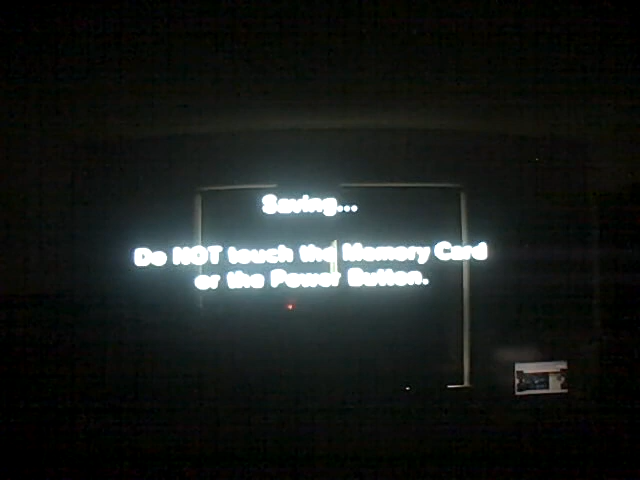 Saving...
Do NOT touch the Memory Card
or the Power Button.